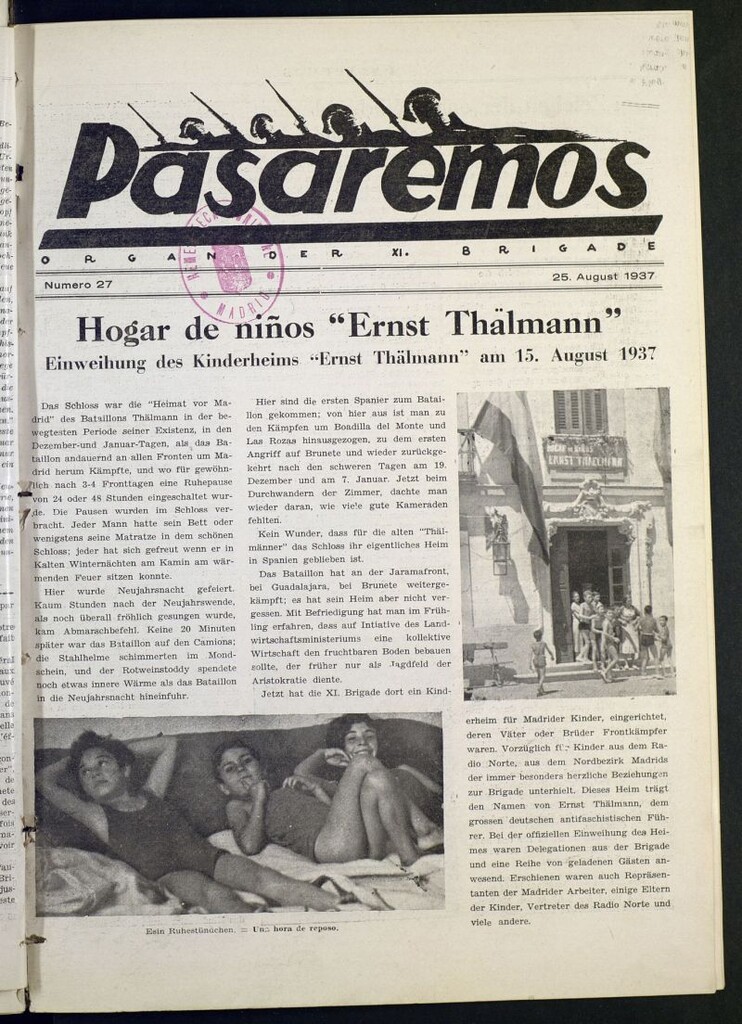 Pasaremos
ORGAN DER XI. BRIGADE
HEMEROTECA MADRID
Numero 27
25. August 1937
Hogar de niños “Ernst Thälmann”
Einweihung des Kinderheims “Ernst Thälmann” am 15. August 1937
Das Schloss war die "Heimat vor Ma-
drid" des Bataillons Thälmann in der be-
wegtesten Periode seiner Existenz, in den
Dezember-und Januar-Tagen, als das Ba-
taillon andauernd an allen Fronten um Ma-
drid herum Kämpfte, und wo für gewöhn-
lich nach 3-4 Fronttagen eine Ruhepause
von 24 oder 48 Stunden eingeschaltet wur-
de. Die Pausen wurden im Schloss ver-
bracht. Jeder Mann hatte sein Bett oder
wenigstens seine Matratze in dem schönen
Schloss; jeder hat sich gefreut wenn er in
Kalten Winternächten am Kamin am wär-
menden Feuer sitzen konnte.
Hier wurde Neujahrsnacht gefeiert.
Kaum Stunden nach der Neujahrswende,
als noch überall fröhlich gesungen wurde,
kam Abmarschbefehl. Keine 20 Minuten
später war das Bataillon auf den Camions;
die Stahlhelme schimmerten im Mond-
schein, und der Rotweinstoddy spendete
noch etwas innere Wärme als das Bataillon
in die Neujahrsnacht hineinfuhr.
Hier sind die ersten Spanier zum Batai-
llon gekommen; von hier aus ist man zu
den Kämpfen um Boadilla del Monte und
Las Rozas hinausgezogen, zu dem ersten
Angriff auf Brunete und wieder zurückge-
kehrt nach den schweren Tagen am 19.
Dezember und am 7. Januar. Jetzt beim
Durchwandern der Zimmer, dachte man
wieder daran, wie viele gute Kameraden
fehlten.
Kein Wunder, dass für die alten "Thäl-
männer" das Schloss ihr eigentliches Heim
in Spanien geblieben ist.
Das Bataillon hat an der Jaramafront,
bei Guadalajara, bei Brunete weiterge-
kämpft; es hat sein Heim aber nicht ver-
gessen. Mit Befriedigung hat man im Früh-
ling erfahren, dass auf Intiative des Land-
wirtschaftsministeriums eine kollektive
Wirtschaft den fruchtbaren Boden bebauen
sollte, der früher nur als Jagdfeld der
Aristokratie diente.
Jetzt hat die XI. Brigade dort ein Kind-
HOGAR DE NIÑOS
ERNST THAELMANN
erheim für Madrider Kinder, eingerichtet,
deren Väter oder Brüder Frontkämpfer
waren. Vorzüglich für Kinder aus dem Ra-
dio Norte, aus dem Nordbezirk Madrids
der immer besonders herzliche Beziehungen
zur Brigade unterhielt. Dieses Heim trägt
den Namen von Ernst Thälmann, dem
grossen deutschen antifaschistischen Füh-
rer. Bei der offiziellen Einweihung des Hei-
mes waren Delegationen aus der Brigade
und eine Reihe von geladenen Gästen an-
wesend. Erschienen waren auch Repräsen-
tanten der Madrider Arbeiter, einige Eltern
der Kinder, Vertreter des Radio Norte und
viele andere.
Esin Ruhestünüchen. = Una hora de reposo.